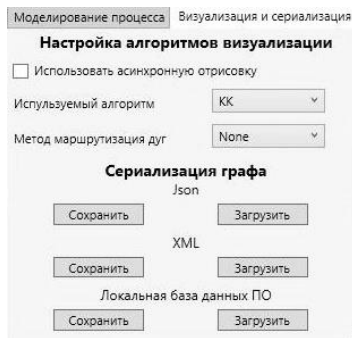 Моделирование процесса Визуализация и сериализация
Настройка алгоритмов визуализации
Использовать асинхронную отрисовку
Используемый алгоритм KK
Метод маршрутизация дуг None
Сериализация графа
Json
Сохранить Загрузить
XML
Сохранить Загрузить
Локальная база данных ПО
Сохранить Загрузить